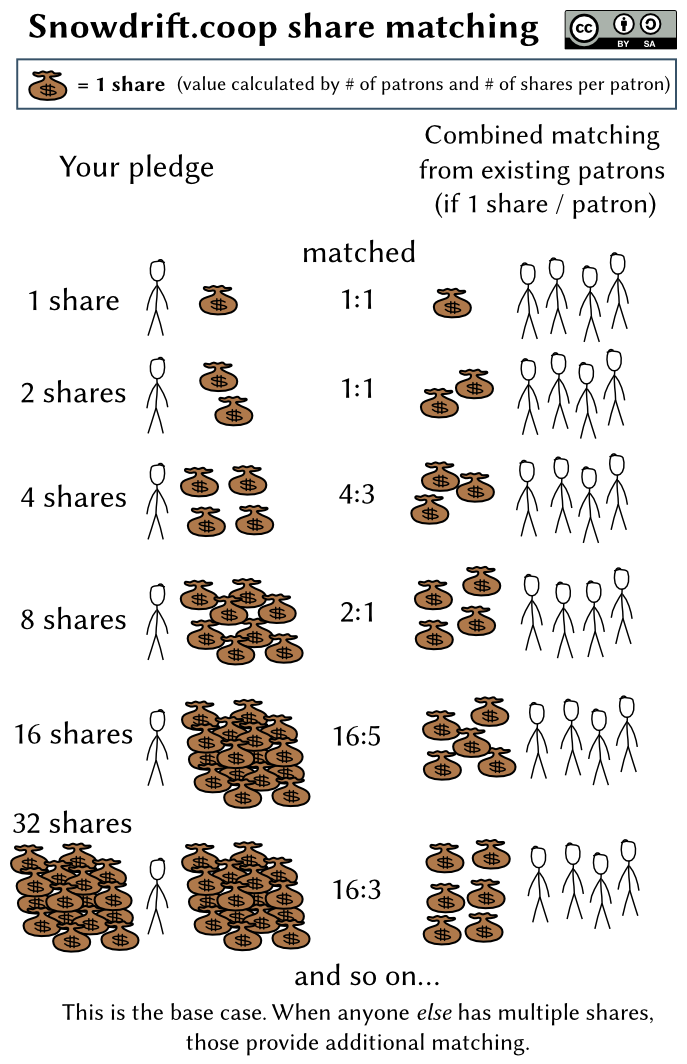 Snowdrift.coop share matching
cc BY SA
$ = 1 share (value calculated by # of patrons and # of shares per patron)
Your pledge
Combined matching
from existing patrons
(if 1 share / patron)
matched
1 share 1:1
2 shares 1:1
4 shares 4:3
8 shares 2:1
16 shares 16:5
32 shares
16:3
and so on...
This is the base case. When anyone else has multiple shares,
those provide additional matching.